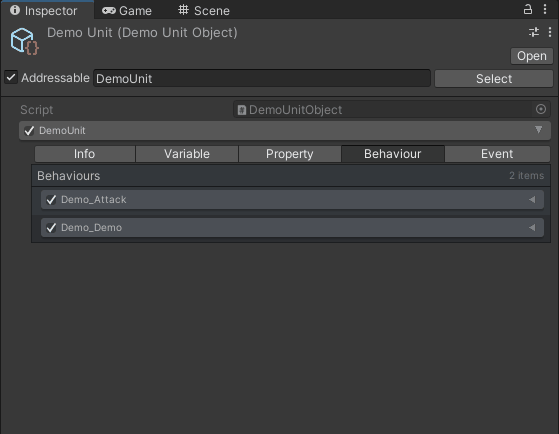 Inspector Game Scene
Demo Unit (Demo Unit Object)
Open
Addressable DemoUnit Select
Script DemoUnitObject
DemoUnit
Info Variable Property Behaviour Event
Behaviours 2 items
Demo_Attack
Demo_Demo